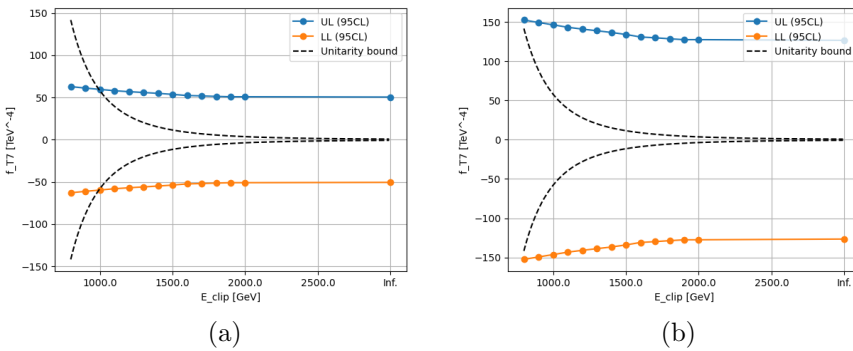 150
100
50
0
−50
−100
−150
f_T7 [TeV^-4]
1000.0 1500.0 2000.0 2500.0 Inf.
E_clip [GeV]
UL (95CL)
LL (95CL)
Unitarity bound
(a)
150
100
50
0
−50
−100
−150
f_T7 [TeV^-4]
1000.0 1500.0 2000.0 2500.0 Inf.
E_clip [GeV]
UL (95CL)
LL (95CL)
Unitarity bound
(b)